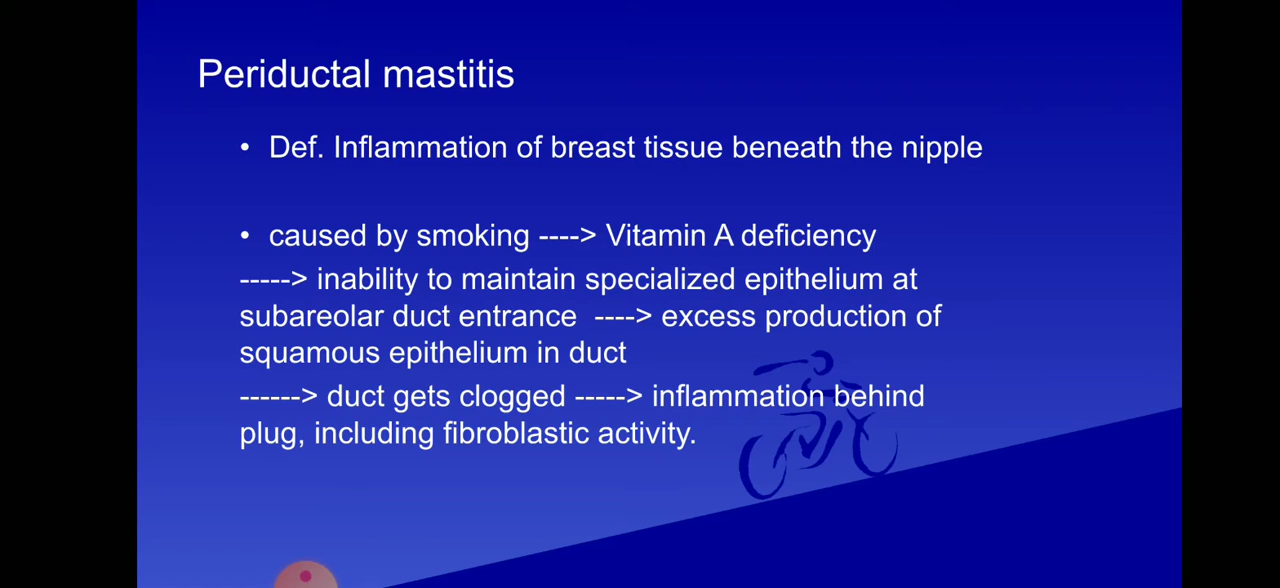 Periductal mastitis
• Def. Inflammation of breast tissue beneath the nipple
• caused by smoking ----> Vitamin A deficiency
-----> inability to maintain specialized epithelium at
subareolar duct entrance ----> excess production of
squamous epithelium in duct
------> duct gets clogged -----> inflammation behind
plug, including fibroblastic activity.